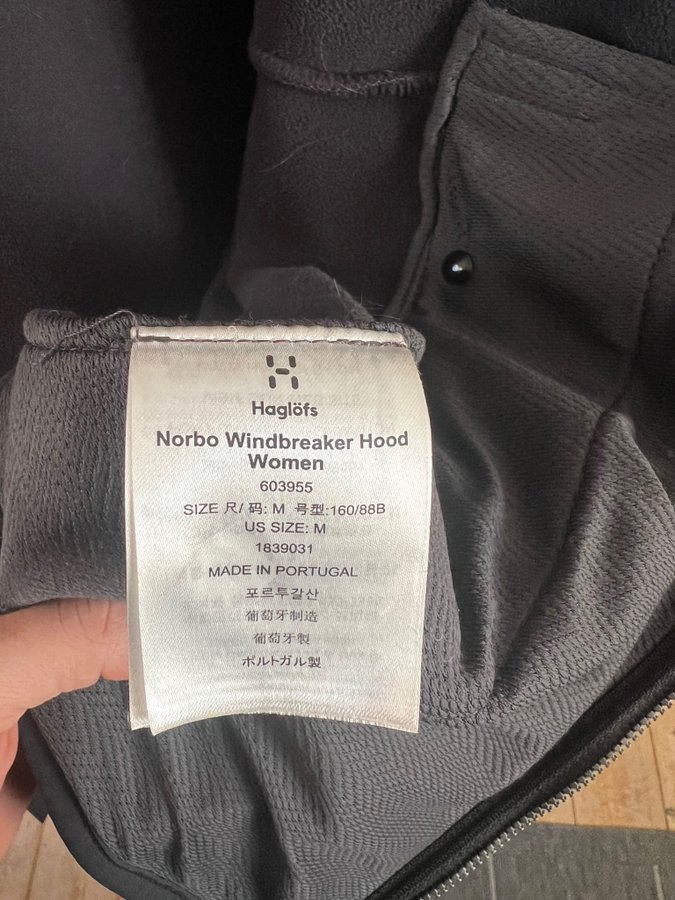 Haglöfs
Norbo Windbreaker Hood
Women
603955
SIZE 尺/ 码: M 号型:160/88B
US SIZE: M
1839031
MADE IN PORTUGAL
포르투갈산
葡萄牙制造
葡萄牙製
ポルトガル製